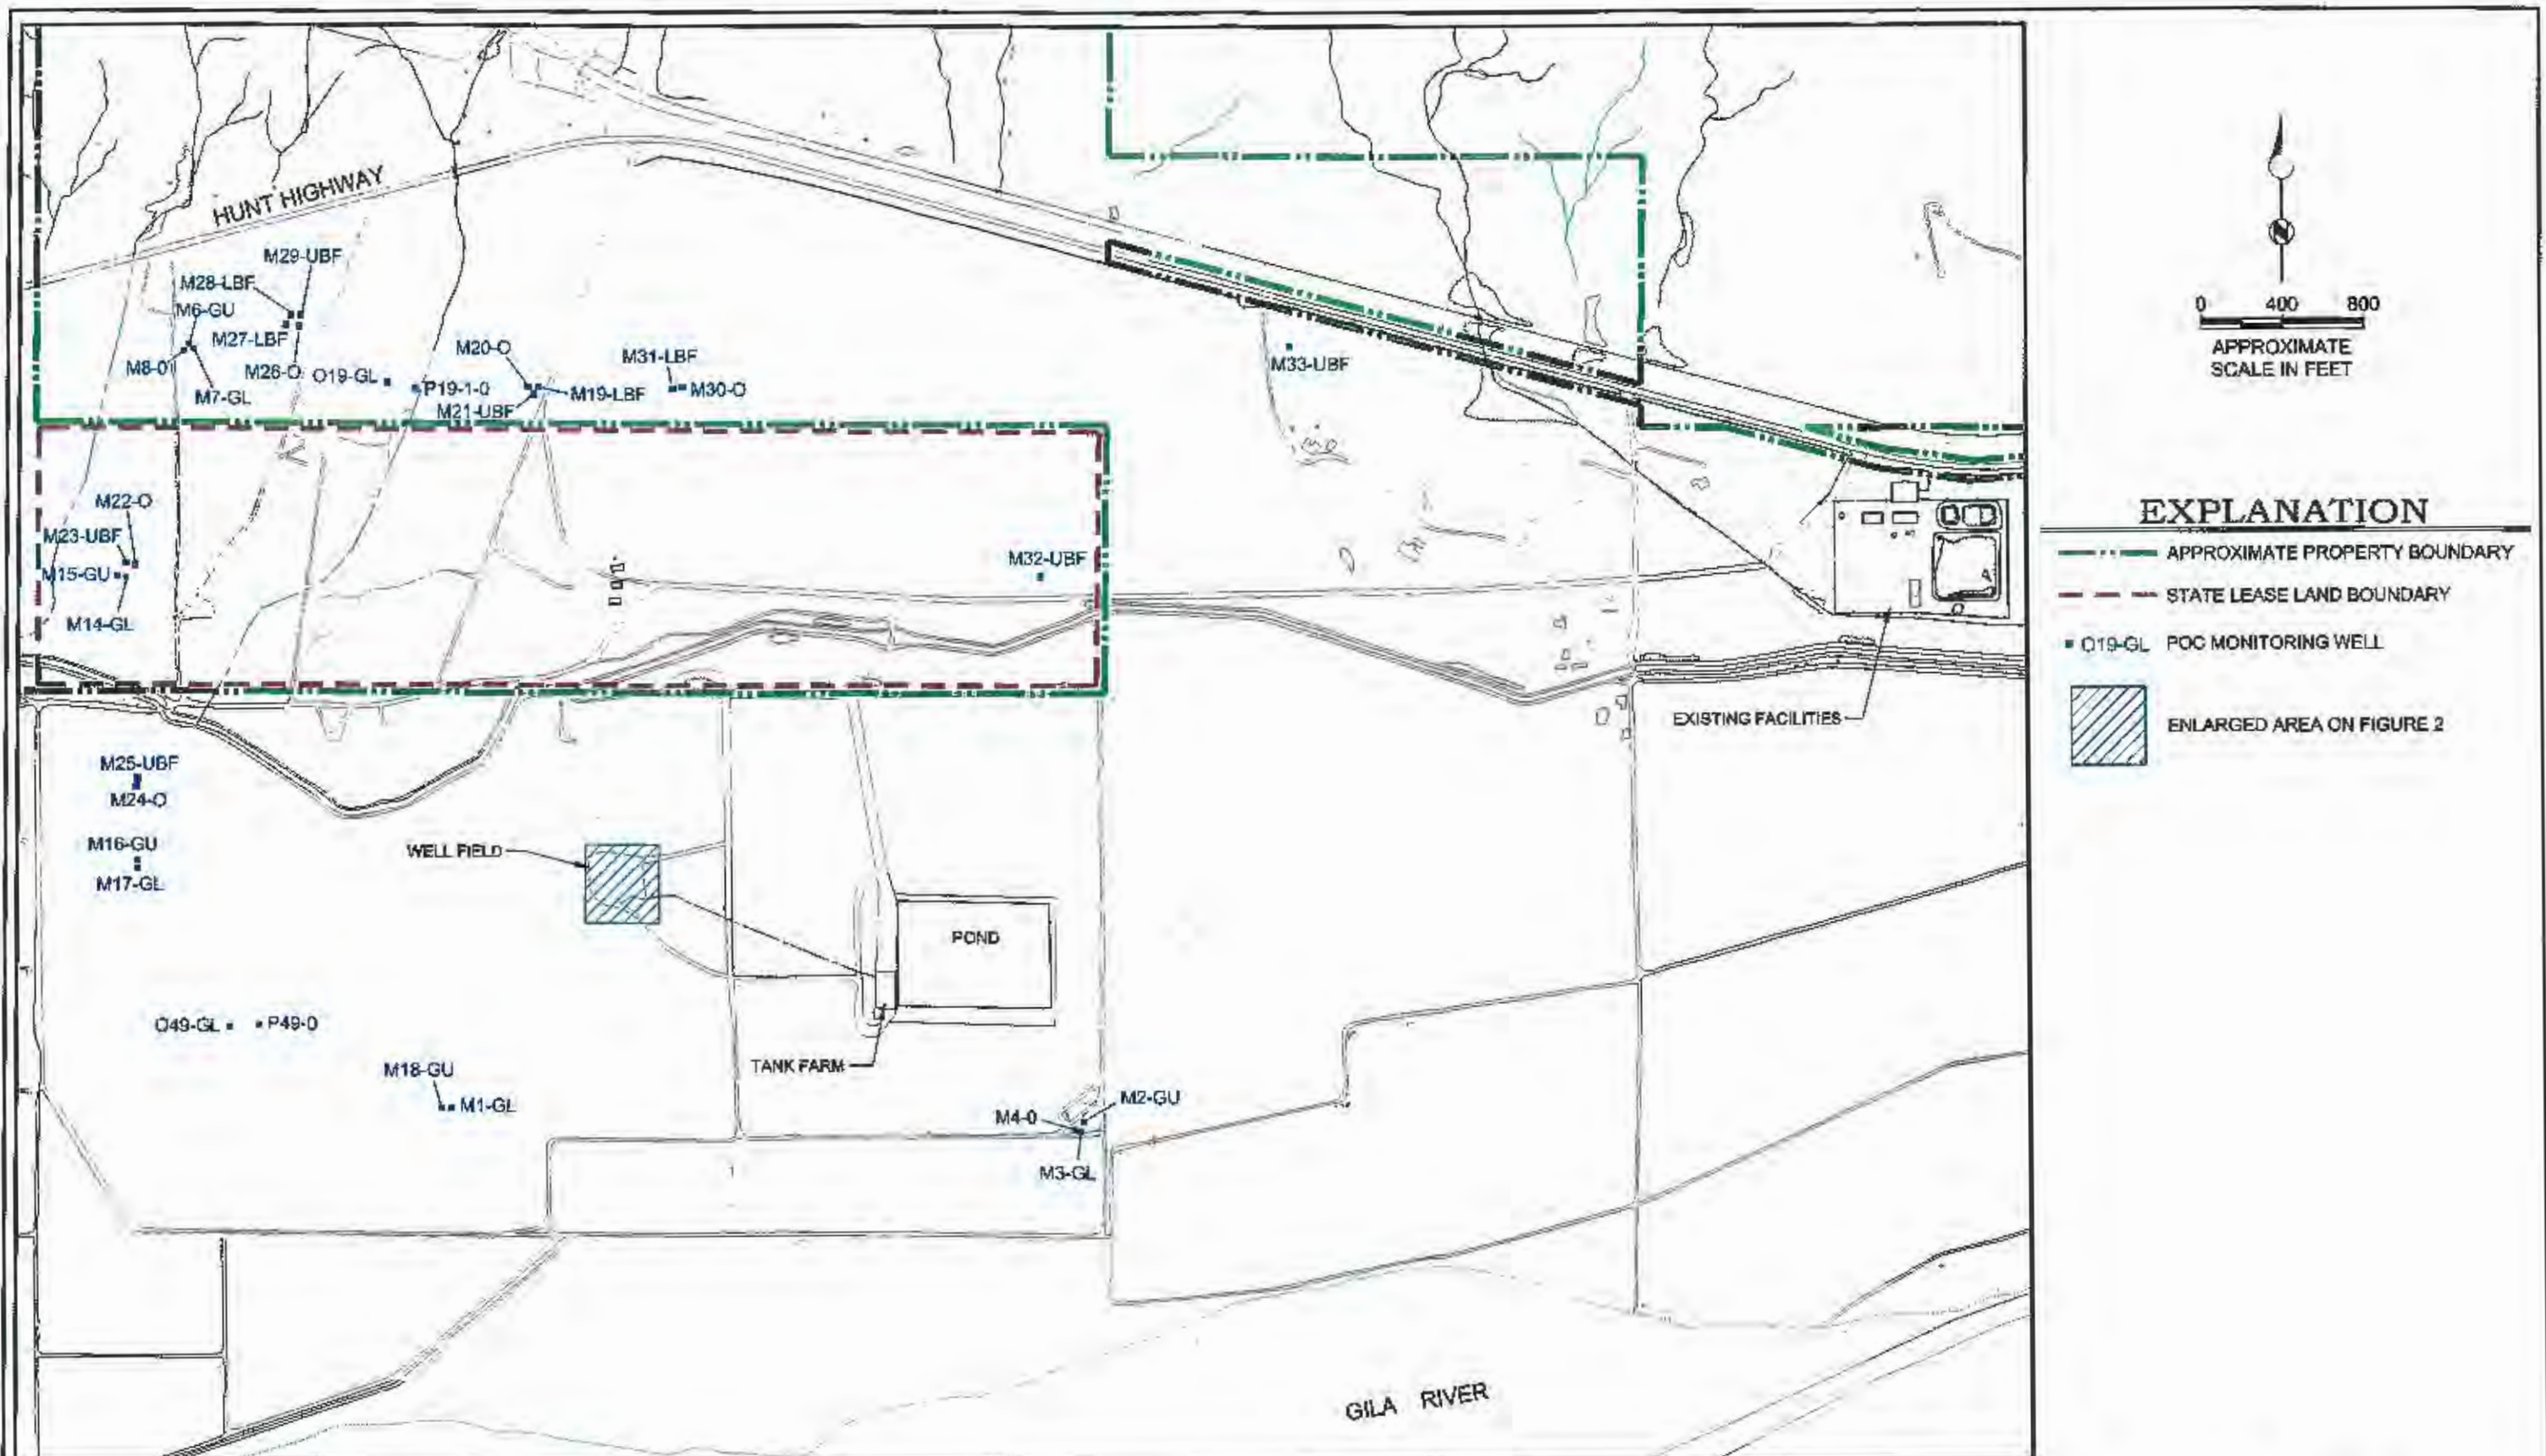 HUNT HIGHWAY
M29-UBF
M28-LBF
M6-GU
M27-LBF
M8-0
M26-O
M7-GL
O19-GL
P19-1-0
M20-O
M21-UBF
M19-LBF
M31-LBF
M30-O
M33-UBF
M22-O
M23-UBF
M15-GU
M14-GL
M32-UBF
A
EXISTING FACILITIES
M25-UBF
M24-O
M16-GU
M17-GL
WELL FIELD
POND
O49-GL
P49-0
TANK FARM
M18-GU
M1-GL
M4-0
M2-GU
M3-GL
GILA RIVER
N
0 400 800
APPROXIMATE
SCALE IN FEET
EXPLANATION
APPROXIMATE PROPERTY BOUNDARY
STATE LEASE LAND BOUNDARY
O19-GL POC MONITORING WELL
ENLARGED AREA ON FIGURE 2